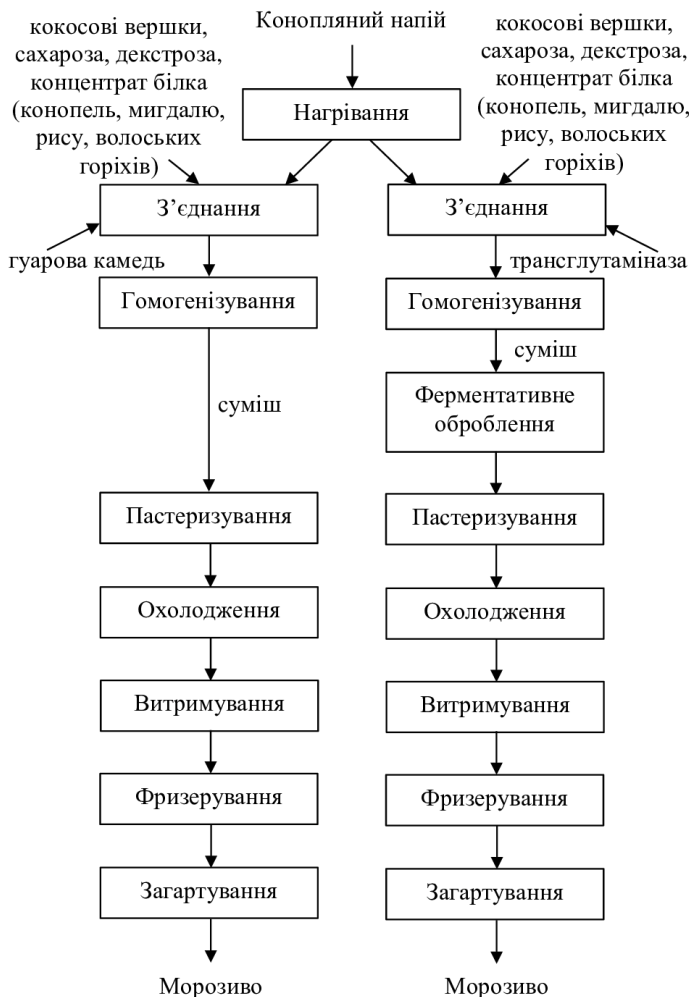 кокосові вершки,
сахароза, декстроза,
концентрат білка
(конопель, мигдалю,
рису, волоських
горіхів)
Конопляний напій
кокосові вершки,
сахароза, декстроза,
концентрат білка
(конопель, мигдалю,
рису, волоських
горіхів)
Нагрівання
З’єднання
гуарова камедь
Гомогенізування
суміш
Пастеризування
Охолодження
Витримування
Фризерування
Загартування
Морозиво
З’єднання
трансглутаміназа
Гомогенізування
суміш
Ферментативне
оброблення
Пастеризування
Охолодження
Витримування
Фризерування
Загартування
Морозиво